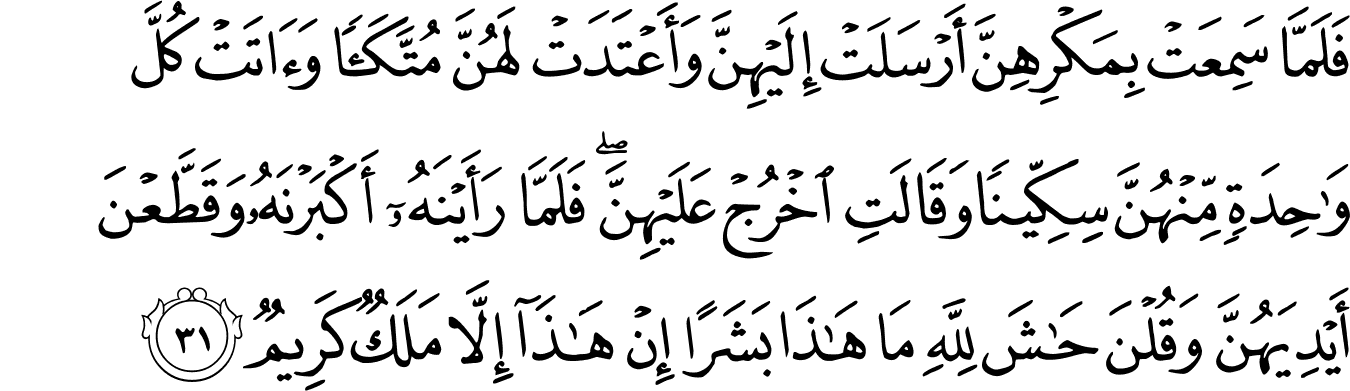 فَلَمَّا سَمِعَتْ بِمَكْرِهِنَّ أَرْسَلَتْ إِلَيْهِنَّ وَأَعْتَدَتْ لَهُنَّ مُتَّكَـًٔا وَءَاتَتْ كُلَّ
وَٰحِدَةٍ مِّنْهُنَّ سِكِّينًا وَقَالَتِ ٱخْرُجْ عَلَيْهِنَّ ۖ فَلَمَّا رَأَيْنَهُۥٓ أَكْبَرْنَهُۥ وَقَطَّعْنَ
أَيْدِيَهُنَّ وَقُلْنَ حَـٰشَ لِلَّهِ مَا هَـٰذَا بَشَرًا إِنْ هَـٰذَآ إِلَّا مَلَكٌ كَرِيمٌ ٣١